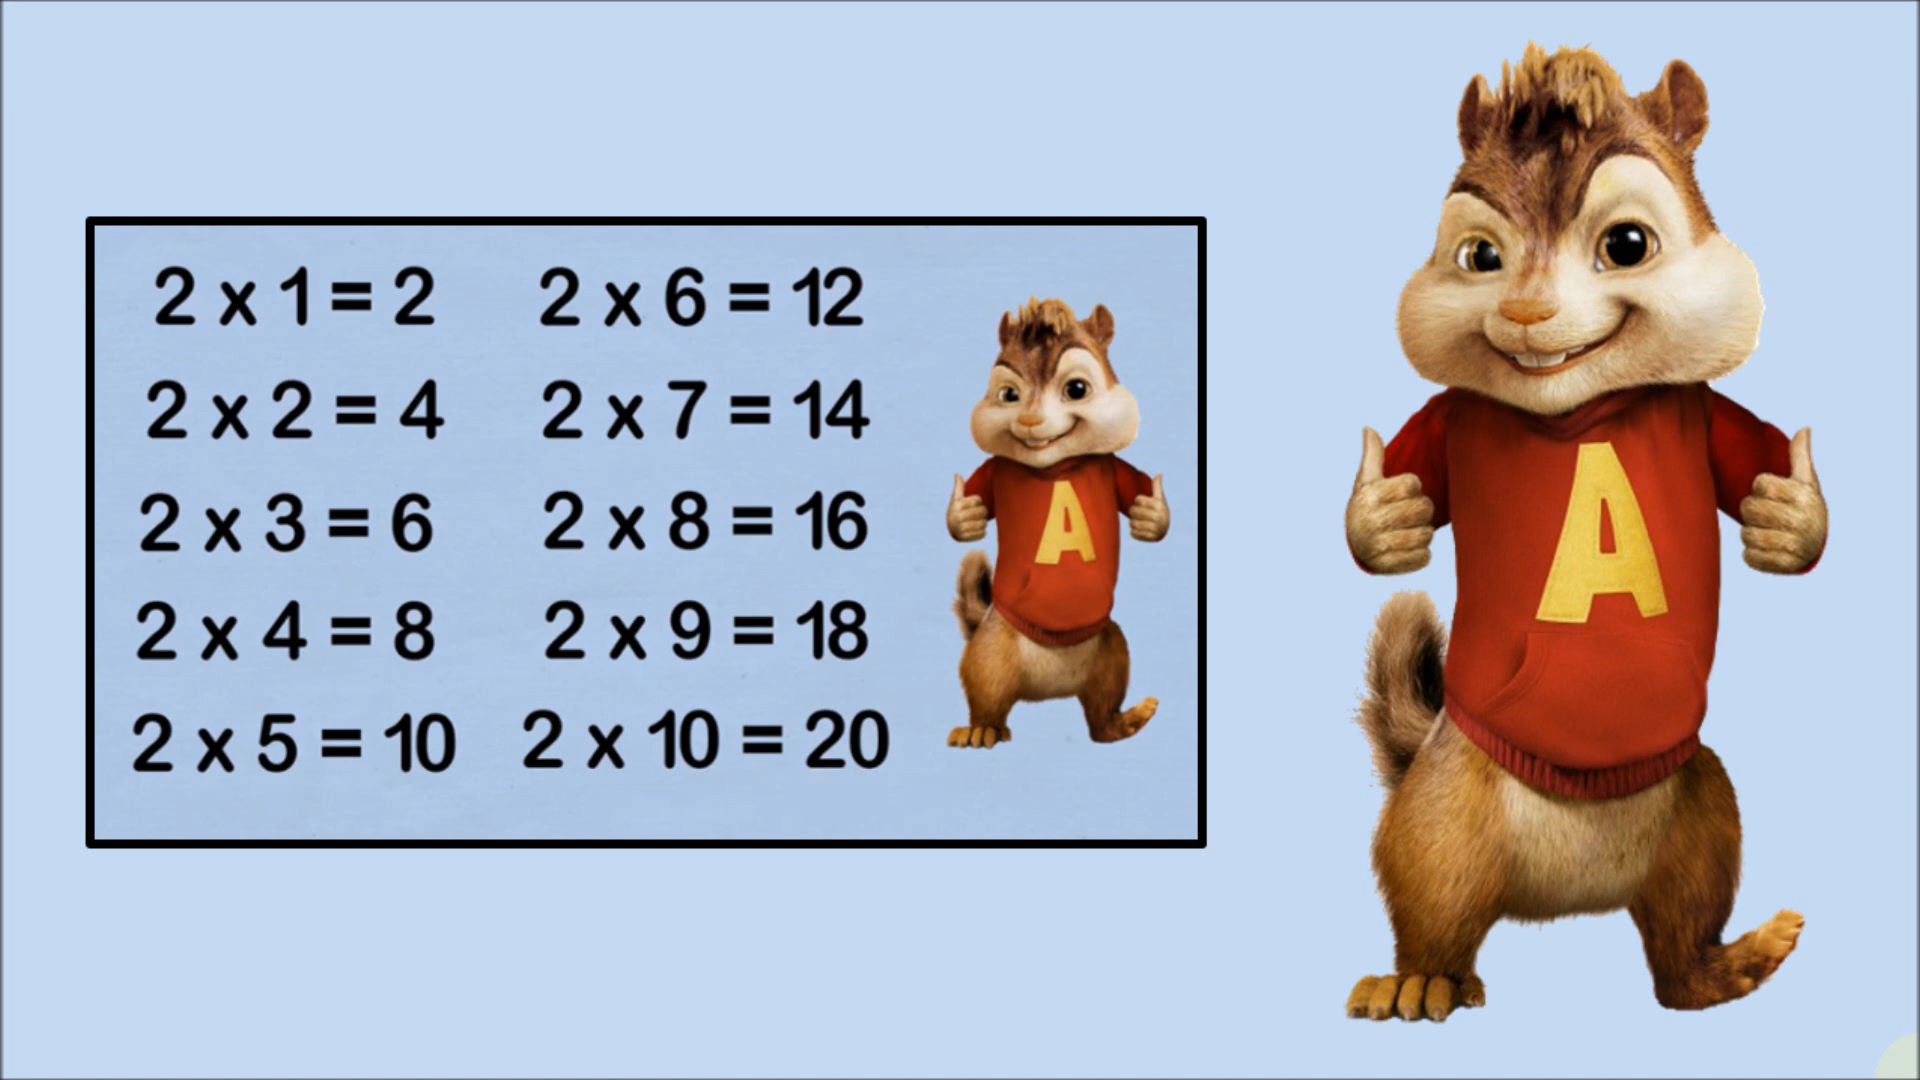 2 x 1 = 2
2 x 2 = 4
2 x 3 = 6
2 x 4 = 8
2 x 5 = 10
2 x 6 = 12
2 x 7 = 14
2 x 8 = 16
2 x 9 = 18
2 x 10 = 20
A
A